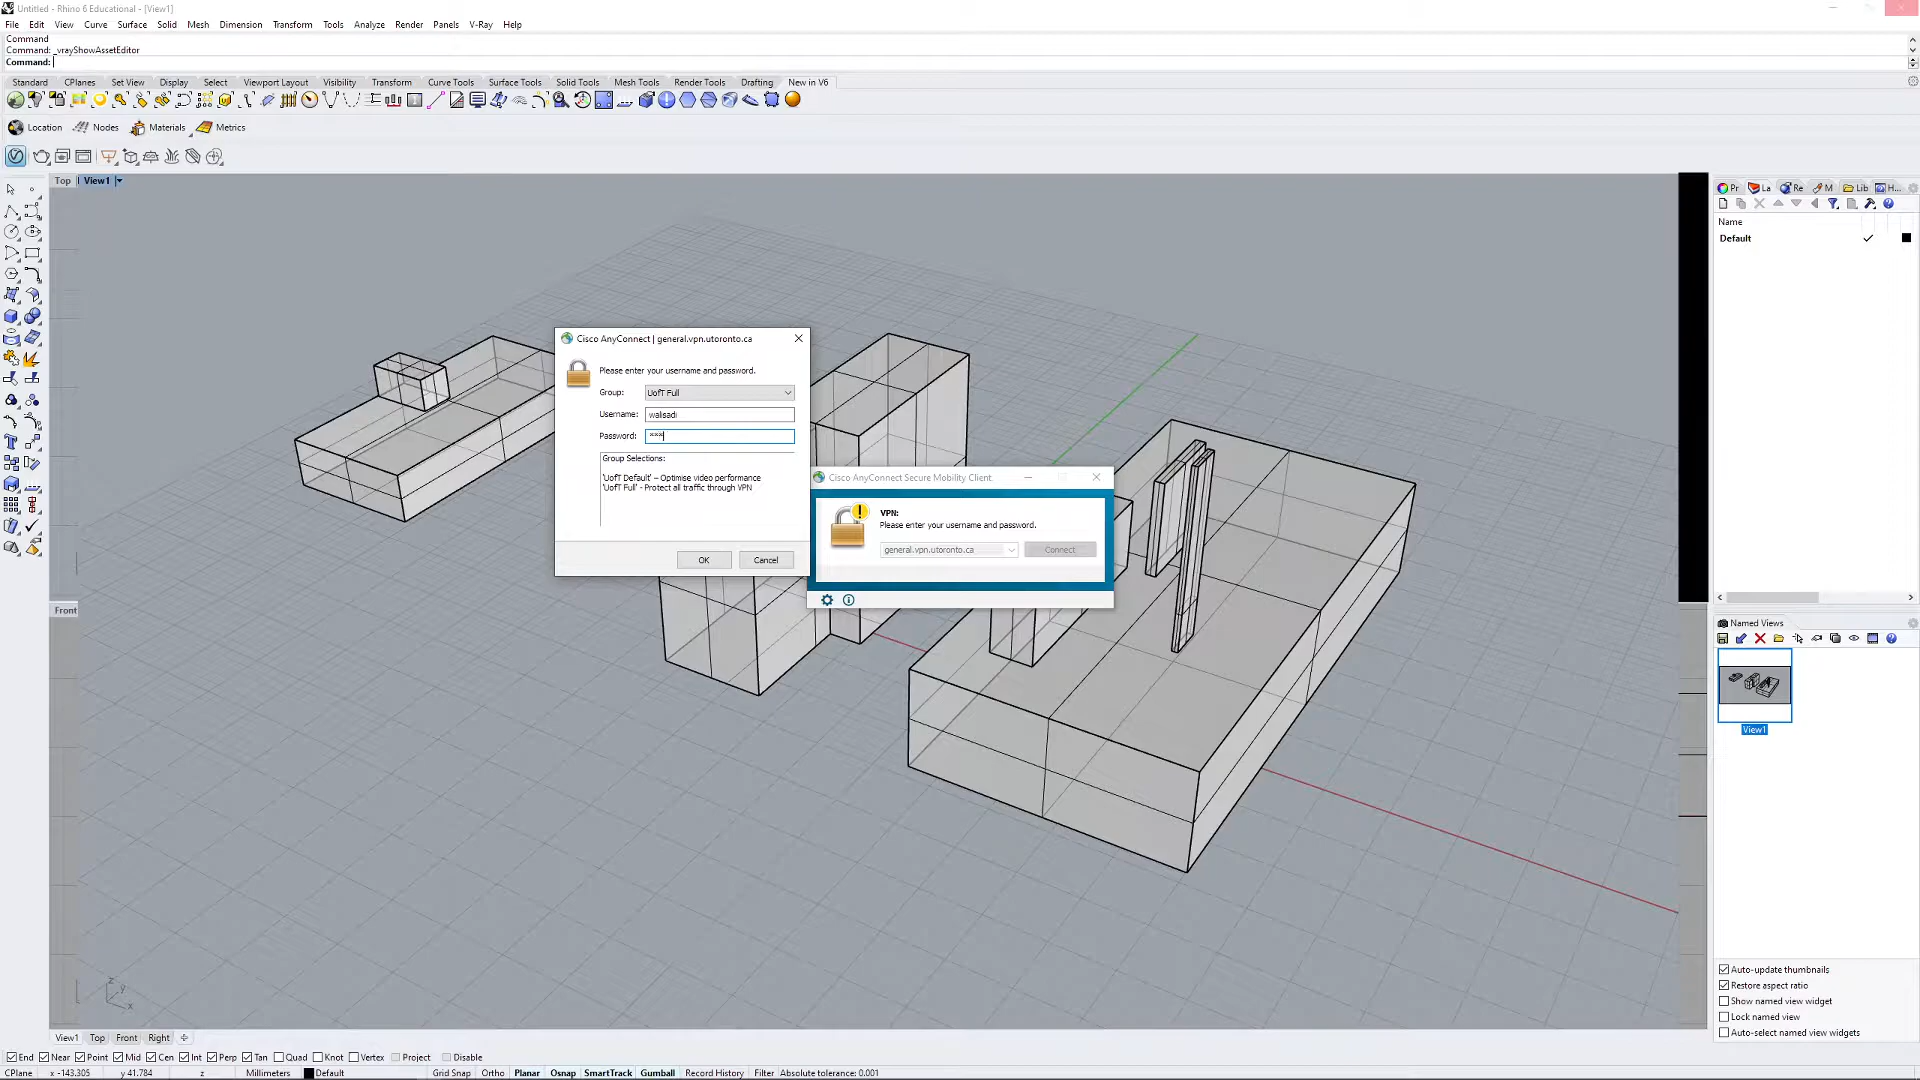 Untitled - Rhino 6 Educational - [View1]
File Edit View Curve Surface Solid Mesh Dimension Transform Tools Analyze Render Panels V-Ray Help
Command
Command: _vrayShowAssetEditor
Command:
Standard CPlanes Set View Display Select Viewport Layout Visibility Transform Curve Tools Surface Tools Solid Tools Mesh Tools Render Tools Drafting New in V6
Location Nodes Materials Metrics
Top View1
Pr La Re M Lib H...
Name
Default
Cisco AnyConnect | general.vpn.utoronto.ca
Please enter your username and password.
Group: UofT Full
Username: walisadi
Password: ***
Group Selections:
'UofT Default' – Optimise video performance
'UofT Full' - Protect all traffic through VPN
OK Cancel
Cisco AnyConnect Secure Mobility Client
VPN:
Please enter your username and password.
general.vpn.utoronto.ca Connect
Front
Named Views
View1
z
y
x
Auto-update thumbnails
Restore aspect ratio
Show named view widget
Lock named view
Auto-select named view widgets
View1 Top Front Right
End Near Point Mid Cen Int Perp Tan Quad Knot Vertex Project Disable
CPlane x -143.305 y 41.784 z Millimeters Default Grid Snap Ortho Planar Osnap SmartTrack Gumball Record History Filter Absolute tolerance: 0.001